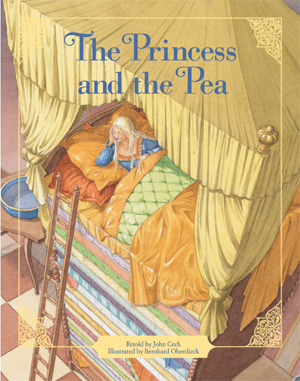 The Princess
and the Pea
Retold by John Cech
Illustrated by Bernhard Oberdieck